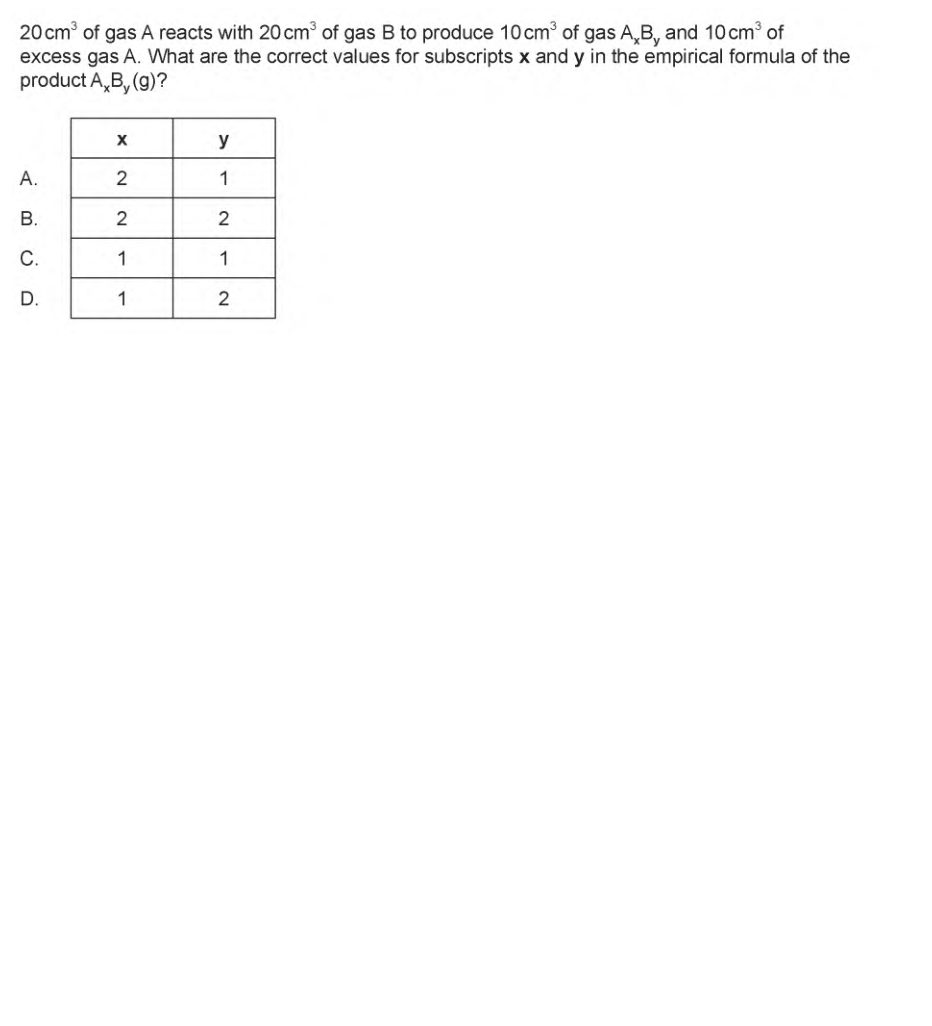 20 cm³ of gas A reacts with 20 cm³ of gas B to produce 10 cm³ of gas AₓBᵧ and 10 cm³ of
excess gas A. What are the correct values for subscripts x and y in the empirical formula of the
product AₓBᵧ (g)?
x y
A. 2 1
B. 2 2
C. 1 1
D. 1 2